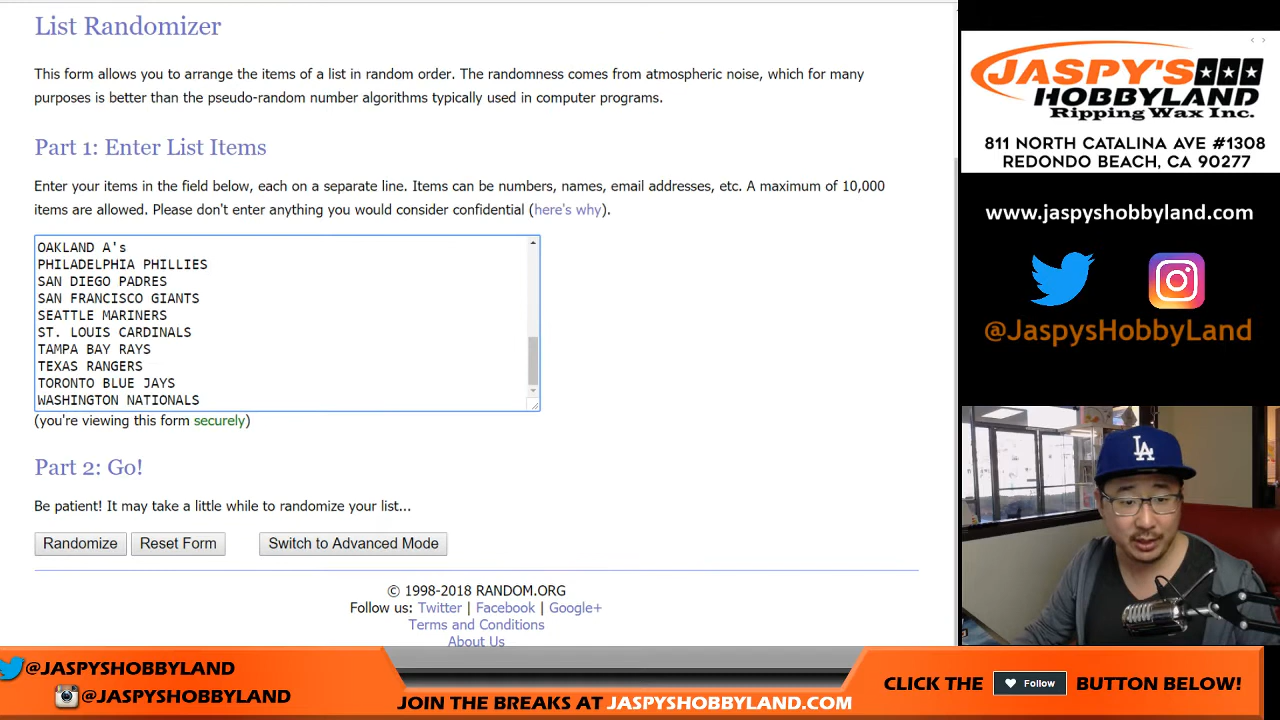 List Randomizer
This form allows you to arrange the items of a list in random order. The randomness comes from atmospheric noise, which for many
purposes is better than the pseudo-random number algorithms typically used in computer programs.
Part 1: Enter List Items
Enter your items in the field below, each on a separate line. Items can be numbers, names, email addresses, etc. A maximum of 10,000
items are allowed. Please don't enter anything you would consider confidential (here's why).
OAKLAND A's
PHILADELPHIA PHILLIES
SAN DIEGO PADRES
SAN FRANCISCO GIANTS
SEATTLE MARINERS
ST. LOUIS CARDINALS
TAMPA BAY RAYS
TEXAS RANGERS
TORONTO BLUE JAYS
WASHINGTON NATIONALS
(you're viewing this form securely)
Part 2: Go!
Be patient! It may take a little while to randomize your list...
Randomize Reset Form Switch to Advanced Mode
© 1998-2018 RANDOM.ORG
Follow us: Twitter | Facebook | Google+
Terms and Conditions
About Us
JASPY'S
HOBBYLAND
Ripping Wax Inc.
811 NORTH CATALINA AVE #1308
REDONDO BEACH, CA 90277
www.jaspyshobbyland.com
@JaspysHobbyLand
LA
@JASPYSHOBBYLAND
@JASPYSHOBBYLAND
JOIN THE BREAKS AT JASPYSHOBBYLAND.COM
CLICK THE Follow BUTTON BELOW!